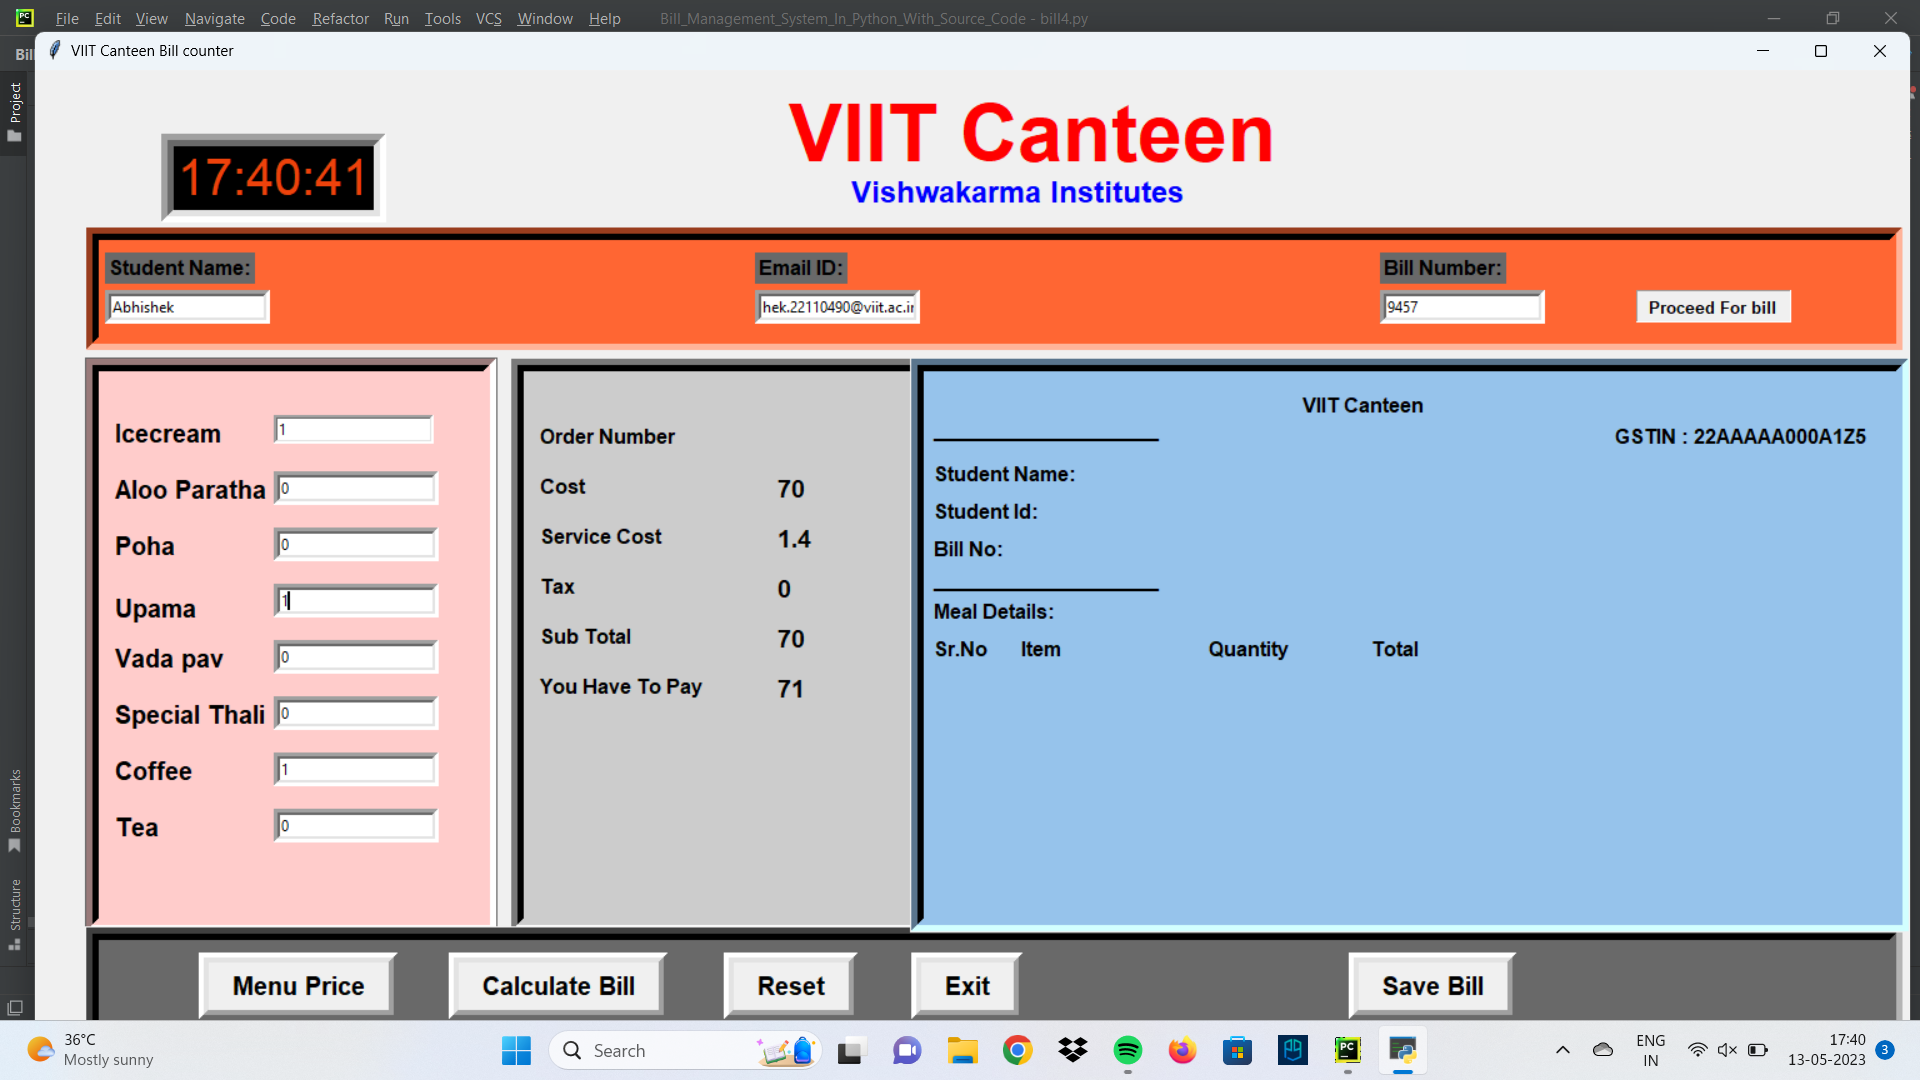 File Edit View Navigate Code Refactor Run Tools VCS Window Help Bill_Management_System_In_Python_With_Source_Code - bill4.py
Bil
VIIT Canteen Bill counter
Project
Bookmarks
Structure
VIIT Canteen
17:40:41
Vishwakarma Institutes
Student Name: Email ID: Bill Number:
Abhishek hek.22110490@viit.ac.in 9457 Proceed For bill
Icecream 1
Aloo Paratha 0
Poha 0
Upama 1
Vada pav 0
Special Thali 0
Coffee 1
Tea 0
Order Number
Cost 70
Service Cost 1.4
Tax 0
Sub Total 70
You Have To Pay 71
VIIT Canteen
GSTIN : 22AAAAA000A1Z5
Student Name:
Student Id:
Bill No:
Meal Details:
Sr.No Item Quantity Total
Menu Price Calculate Bill Reset Exit Save Bill
36°C
Mostly sunny
Search
ENG
IN
17:40
13-05-2023
3